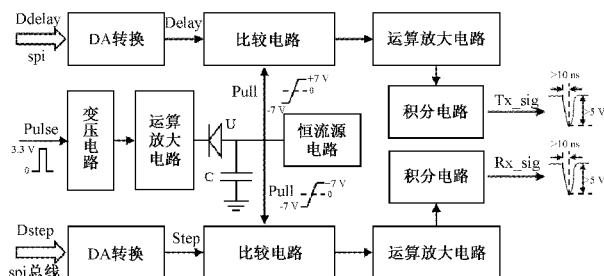 Ddelay
spi
DA转换
Delay
比较电路
运算放大电路
Pull
+7 V
0
-7 V
积分电路
Tx_sig
>10 ns
>5 V
Pulse
3.3 V
0
变压电路
运算放大电路
U
C
恒流源电路
积分电路
Rx_sig
>10 ns
>5 V
Pull
-7 V
0
-7 V
Dstep
spi总线
DA转换
Step
比较电路
运算放大电路